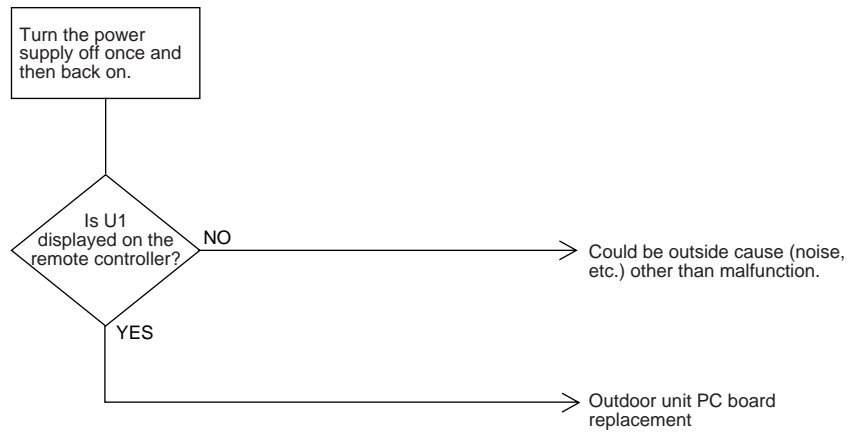 Turn the power
supply off once and
then back on.
Is U1
displayed on the
remote controller?
NO
Could be outside cause (noise,
etc.) other than malfunction.
YES
Outdoor unit PC board
replacement